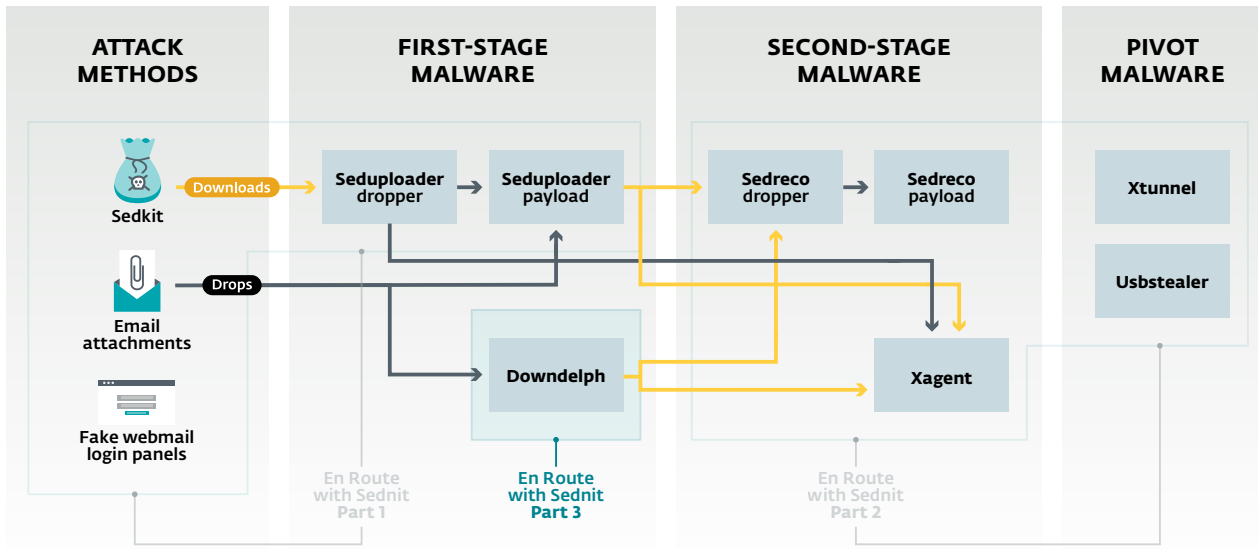 ATTACK
METHODS
FIRST-STAGE
MALWARE
SECOND-STAGE
MALWARE
PIVOT
MALWARE
Sedkit
Downloads
Seduploader
dropper
Seduploader
payload
Sedreco
dropper
Sedreco
payload
Xtunnel
Email
attachments
Drops
Usbstealer
Downdelph
Xagent
Fake webmail
login panels
En Route
with Sednit
Part 1
En Route
with Sednit
Part 3
En Route
with Sednit
Part 2